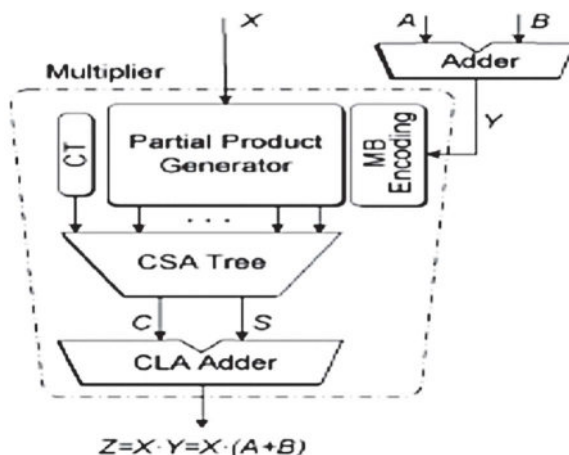 X
A
B
Adder
Multiplier
Y
CT
Partial Product
Generator
MB
Encoding
...
CSA Tree
C
S
CLA Adder
Z=X·Y=X·(A+B)